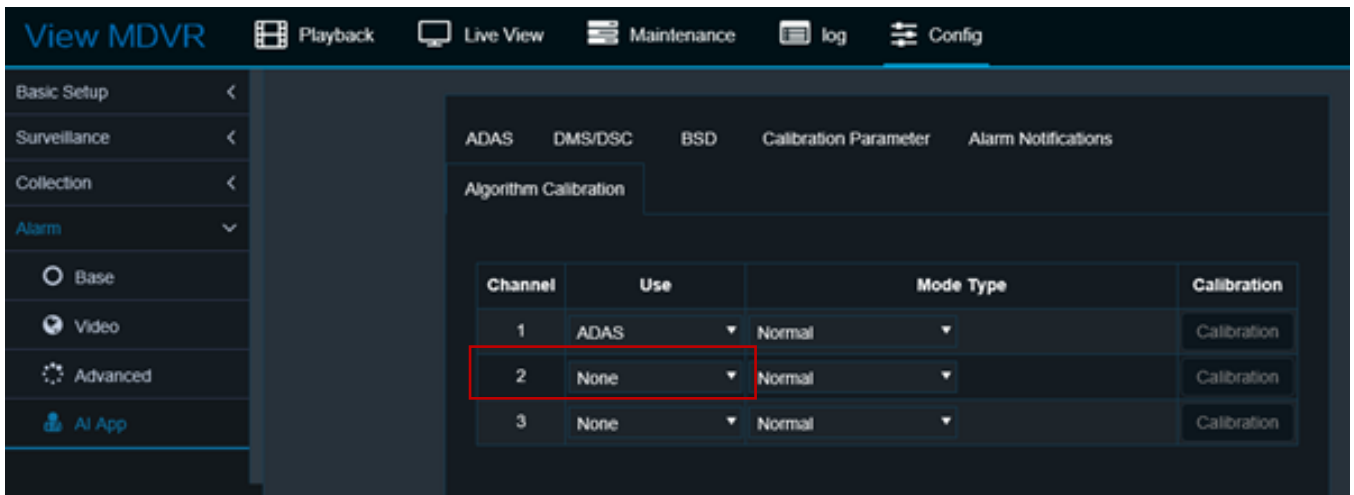 View MDVR Playback Live View Maintenance log Config
Basic Setup
Surveillance
Collection
Alarm
Base
Video
Advanced
AI App
ADAS DMS/DSC BSD Calibration Parameter Alarm Notifications
Algorithm Calibration
Channel Use Mode Type Calibration
1 ADAS Normal Calibration
2 None Normal Calibration
3 None Normal Calibration